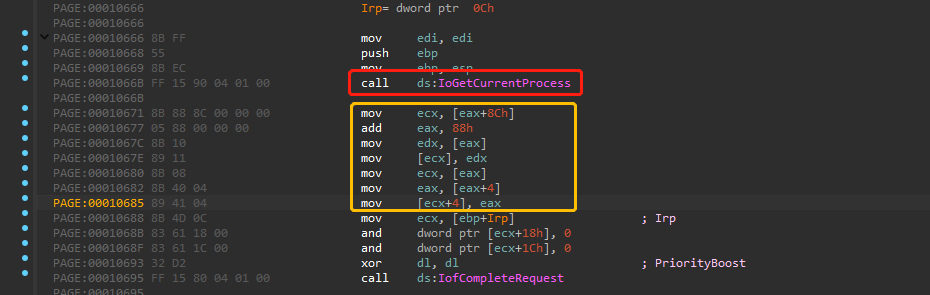 PAGE:00010666 Irp= dword ptr 0Ch
PAGE:00010666
PAGE:00010666 8B FF mov edi, edi
PAGE:00010668 55 push ebp
PAGE:00010669 8B EC mov ebp, esp
PAGE:0001066B FF 15 90 04 01 00 call ds:IoGetCurrentProcess
PAGE:0001066B
PAGE:00010671 8B 88 8C 00 00 00 mov ecx, [eax+8Ch]
PAGE:00010677 05 88 00 00 00 add eax, 88h
PAGE:0001067C 8B 10 mov edx, [eax]
PAGE:0001067E 89 11 mov [ecx], edx
PAGE:00010680 8B 08 mov ecx, [eax]
PAGE:00010682 8B 40 04 mov eax, [eax+4]
PAGE:00010685 89 41 04 mov [ecx+4], eax
PAGE:00010688 8B 4D 0C mov ecx, [ebp+Irp] ; Irp
PAGE:0001068B 83 61 18 00 and dword ptr [ecx+18h], 0
PAGE:0001068F 83 61 1C 00 and dword ptr [ecx+1Ch], 0
PAGE:00010693 32 D2 xor dl, dl ; PriorityBoost
PAGE:00010695 FF 15 80 04 01 00 call ds:IofCompleteRequest
PAGE:00010695